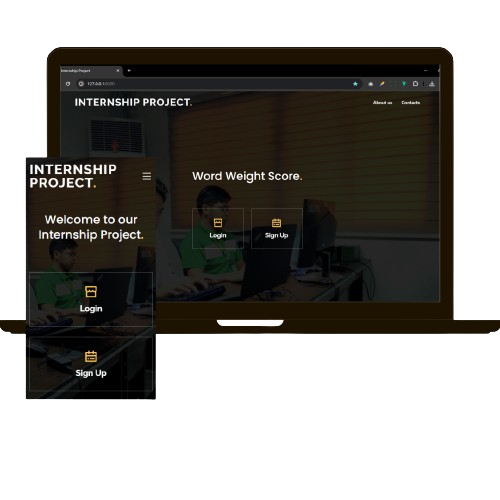 Internship Project
127.0.0.1:8000
INTERNSHIP PROJECT.
About us
Contacts
Word Weight Score.
Login
Sign Up
INTERNSHIP
PROJECT.
Welcome to our
Internship Project.
Login
Sign Up